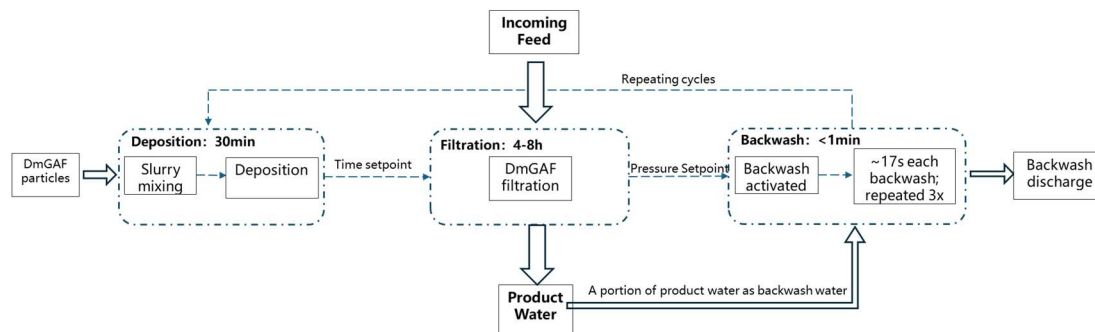 Incoming
Feed
Repeating cycles
Deposition: 30min
Filtration: 4-8h
Backwash: <1min
DmGAF
particles
Slurry
mixing
Deposition
Time setpoint
DmGAF
filtration
Pressure Setpoint
Backwash
activated
~17s each
backwash;
repeated 3x
Backwash
discharge
Product
Water
A portion of product water as backwash water